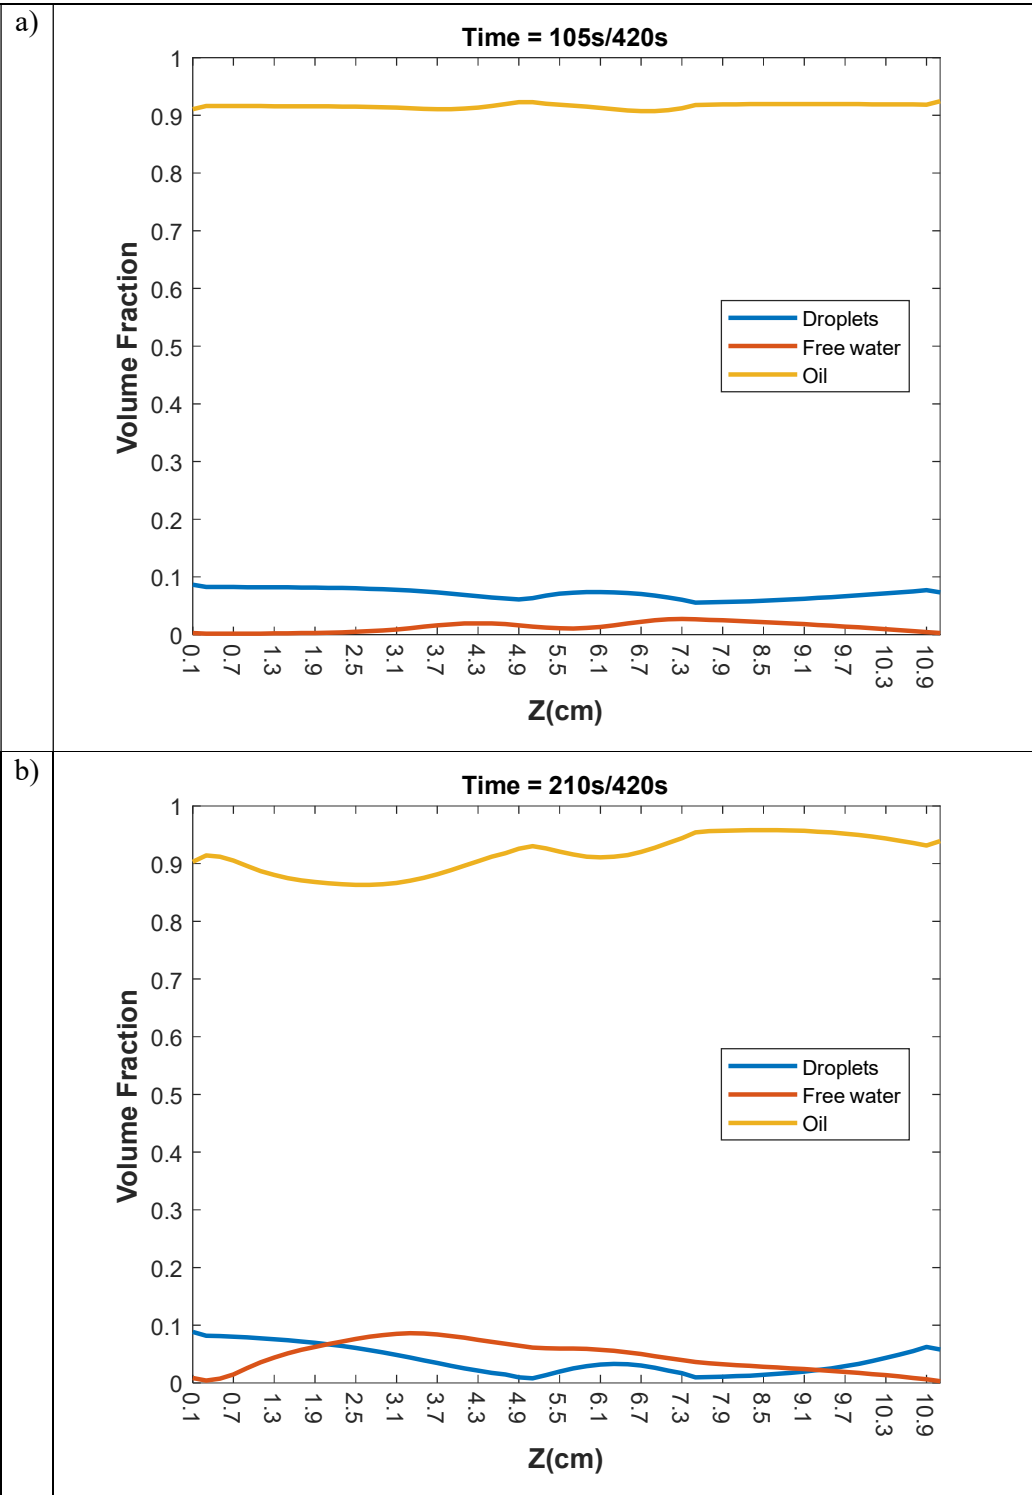 a)
Time = 105s/420s
1
0.9
0.8
0.7
0.6
0.5
0.4
0.3
0.2
0.1
0
Volume Fraction
Droplets
Free water
Oil
0.1 0.7 1.3 1.9 2.5 3.1 3.7 4.3 4.9 5.5 6.1 6.7 7.3 7.9 8.5 9.1 9.7 10.3 10.9
Z(cm)
b)
Time = 210s/420s
1
0.9
0.8
0.7
0.6
0.5
0.4
0.3
0.2
0.1
0
Volume Fraction
Droplets
Free water
Oil
0.1 0.7 1.3 1.9 2.5 3.1 3.7 4.3 4.9 5.5 6.1 6.7 7.3 7.9 8.5 9.1 9.7 10.3 10.9
Z(cm)